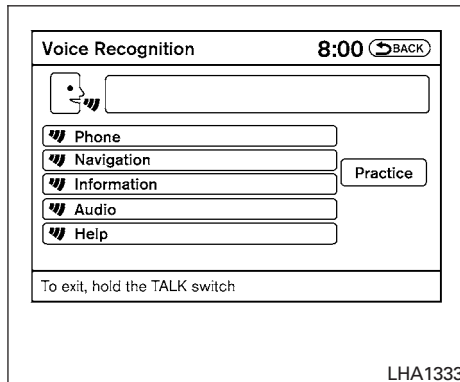 Voice Recognition 8:00 BACK
Phone
Navigation
Information
Practice
Audio
Help
To exit, hold the TALK switch
LHA1333